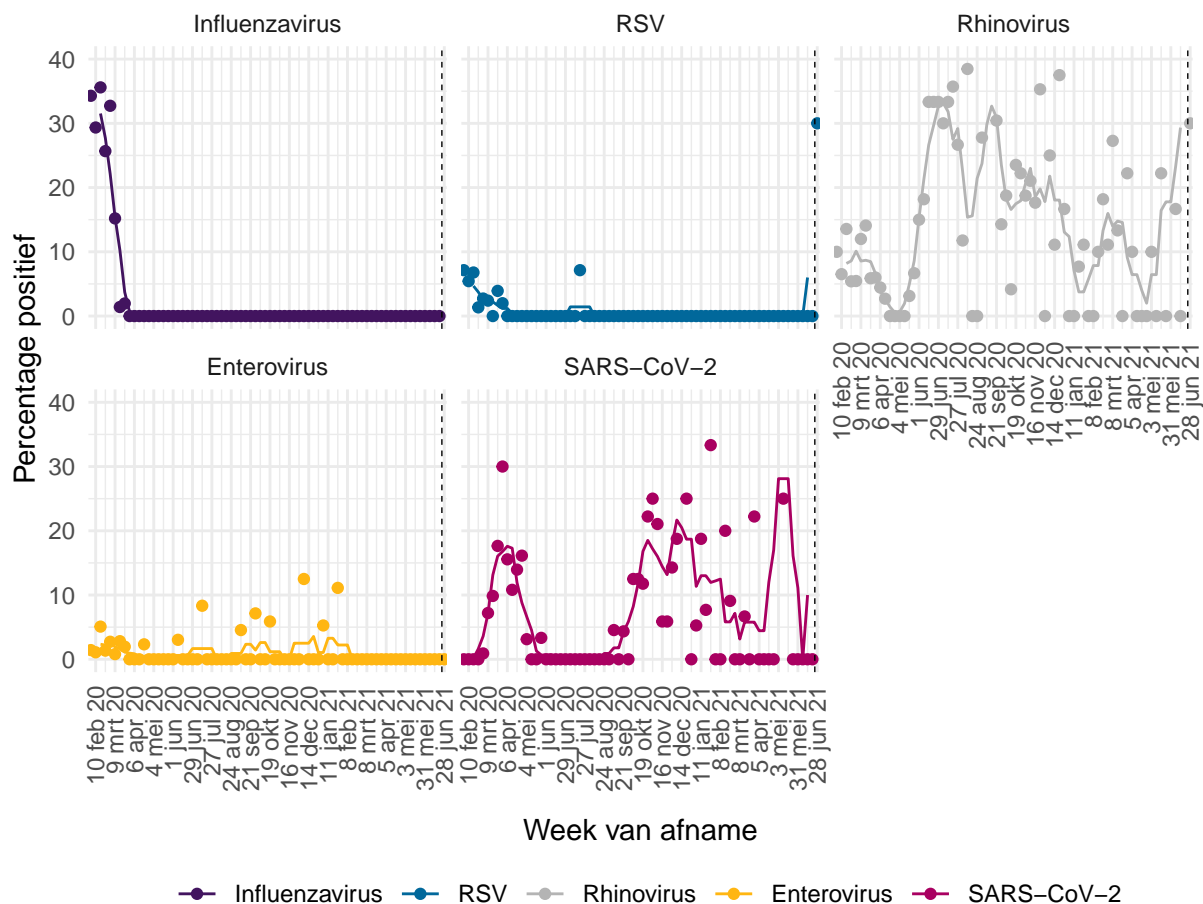 Influenzavirus
RSV
Rhinovirus
40
30
20
10
0
Percentage positief
10 feb 20
9 mrt 20
6 apr 20
4 mei 20
1 jun 20
29 jun 20
27 jul 20
24 aug 20
21 sep 20
19 okt 20
16 nov 20
14 dec 20
11 jan 21
8 feb 21
8 mrt 21
5 apr 21
3 mei 21
31 mei 21
28 jun 21
Enterovirus
SARS−CoV−2
40
30
20
10
0
10 feb 20
9 mrt 20
6 apr 20
4 mei 20
1 jun 20
29 jun 20
27 jul 20
24 aug 20
21 sep 20
19 okt 20
16 nov 20
14 dec 20
11 jan 21
8 feb 21
8 mrt 21
5 apr 21
3 mei 21
31 mei 21
28 jun 21
10 feb 20
9 mrt 20
6 apr 20
4 mei 20
1 jun 20
29 jun 20
27 jul 20
24 aug 20
21 sep 20
19 okt 20
16 nov 20
14 dec 20
11 jan 21
8 feb 21
8 mrt 21
5 apr 21
3 mei 21
31 mei 21
28 jun 21
Week van afname
Influenzavirus RSV Rhinovirus Enterovirus SARS−CoV−2